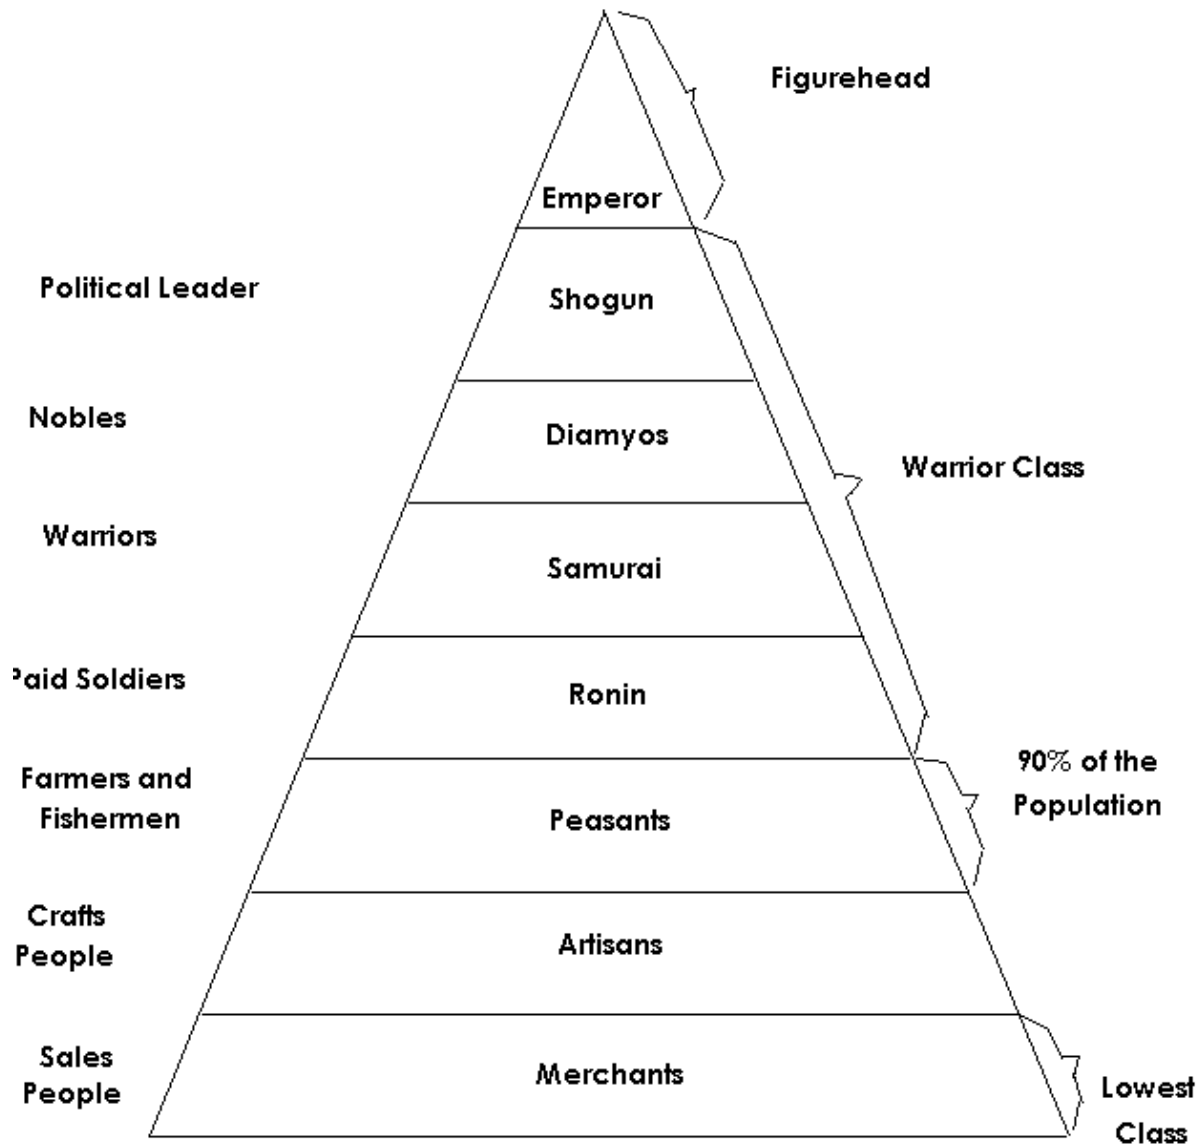 Figurehead
Emperor
Political Leader
Shogun
Nobles
Diamyos
Warrior Class
Warriors
Samurai
Paid Soldiers
Ronin
90% of the
Population
Farmers and
Fishermen
Peasants
Crafts
People
Artisans
Sales
People
Merchants
Lowest
Class